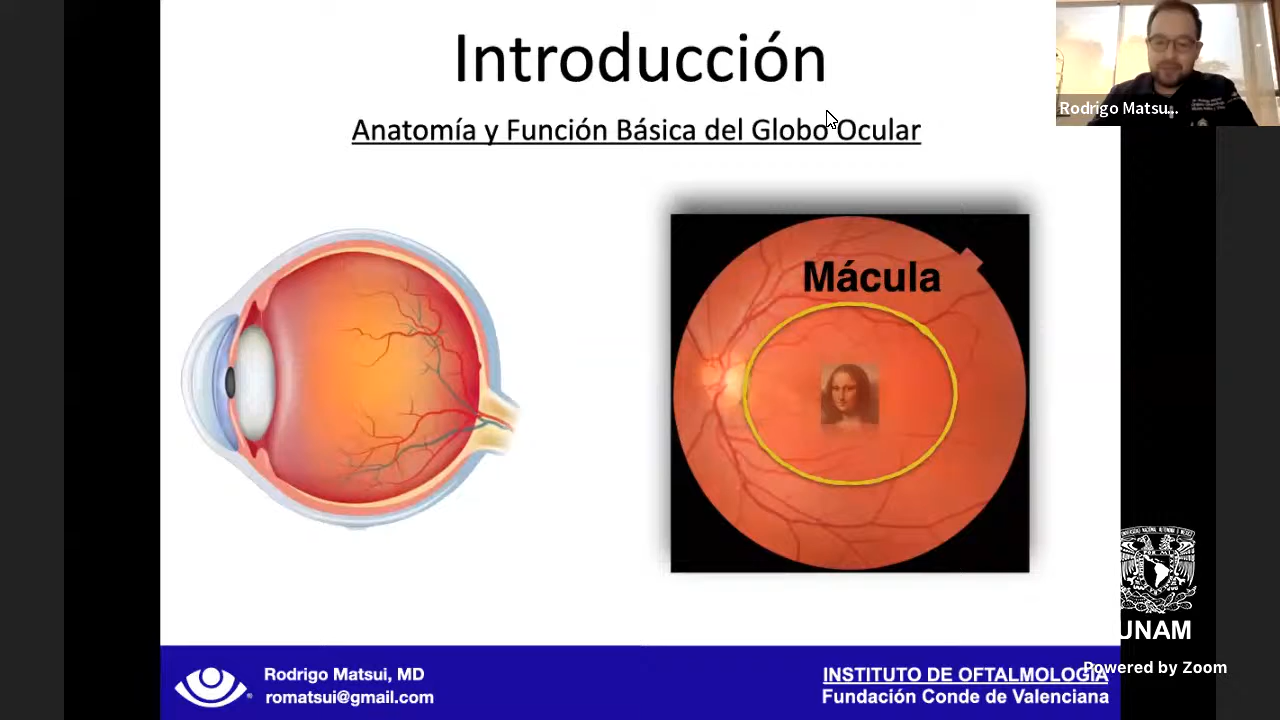 Introducción
Rodrigo Matsu...
Anatomía y Función Básica del Globo Ocular
Mácula
UNAM
Powered by Zoom
Rodrigo Matsui, MD
romatsui@gmail.com
INSTITUTO DE OFTALMOLOGÍA
Fundación Conde de Valenciana